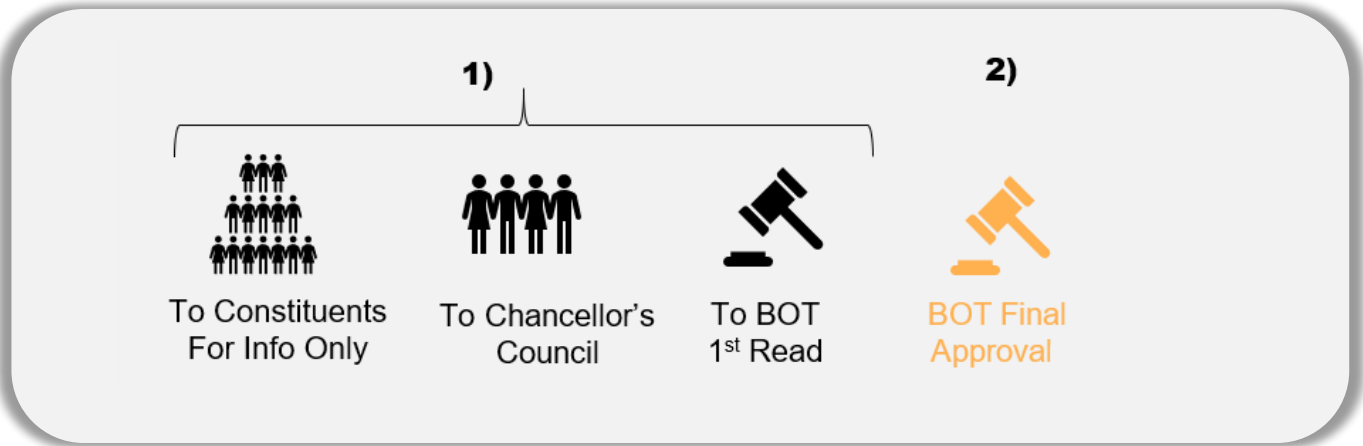 1)
2)
To Constituents
For Info Only
To Chancellor’s
Council
To BOT
1st Read
BOT Final
Approval